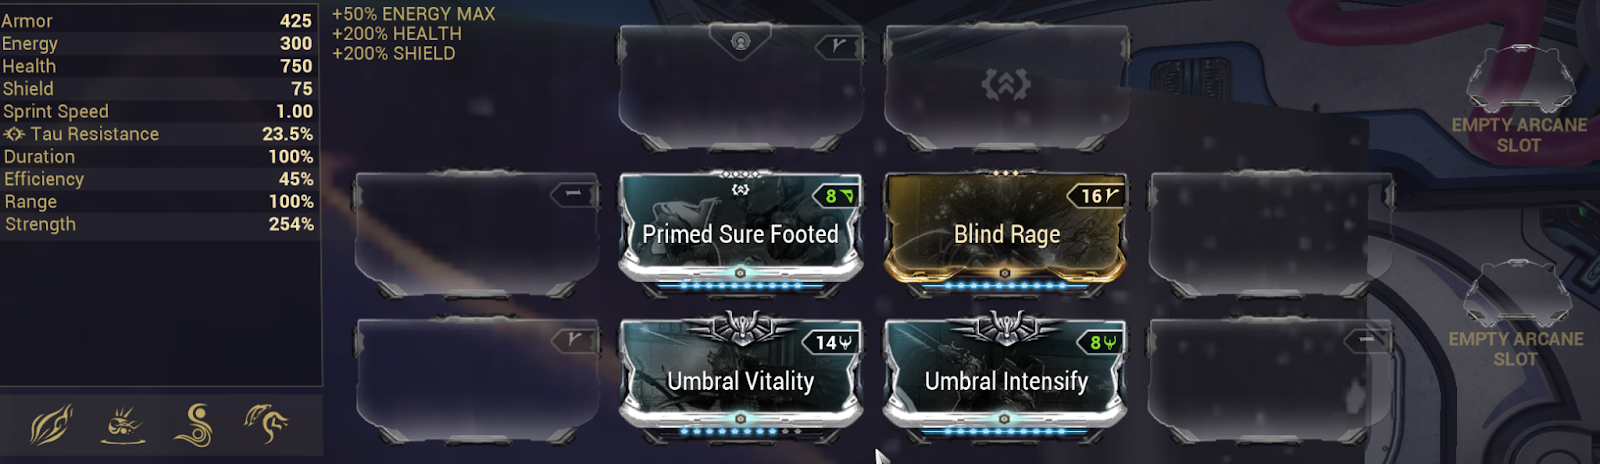 Armor 425
Energy 300
Health 750
Shield 75
Sprint Speed 1.00
Tau Resistance 23.5%
Duration 100%
Efficiency 45%
Range 100%
Strength 254%
+50% ENERGY MAX
+200% HEALTH
+200% SHIELD
8
Primed Sure Footed
16
Blind Rage
14
Umbral Vitality
8
Umbral Intensify
EMPTY ARCANE
SLOT
EMPTY ARCANE
SLOT